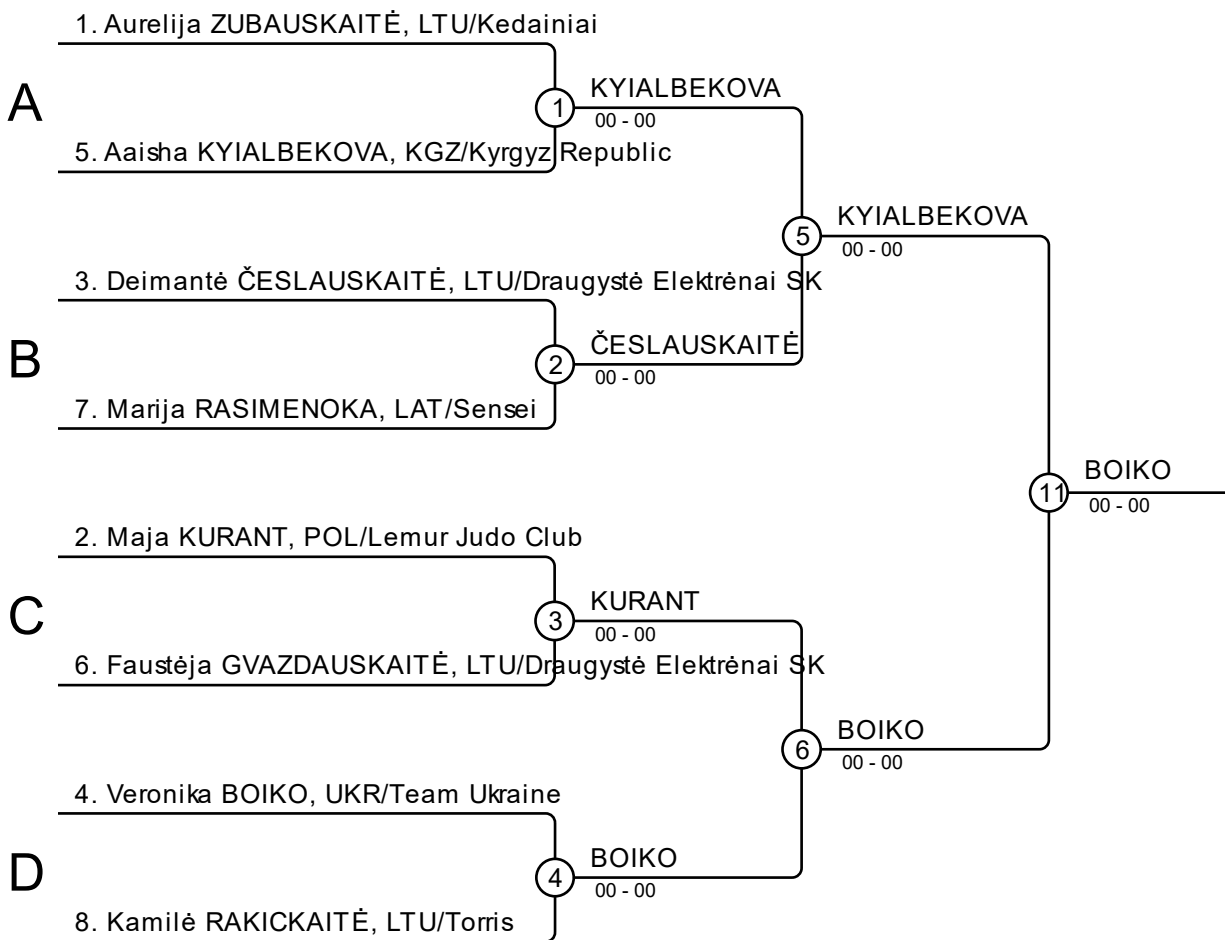 1. Aurelija ZUBAUSKAITĖ, LTU/Kedainiai
A
KYIALBEKOVA
1
00 - 00
5. Aaisha KYIALBEKOVA, KGZ/Kyrgyz Republic
KYIALBEKOVA
5
00 - 00
3. Deimantė ČESLAUSKAITĖ, LTU/Draugystė Elektrėnai SK
B
ČESLAUSKAITĖ
2
00 - 00
7. Marija RASIMENOKA, LAT/Sensei
BOIKO
11
00 - 00
2. Maja KURANT, POL/Lemur Judo Club
C
KURANT
3
00 - 00
6. Faustėja GVAZDAUSKAITĖ, LTU/Draugystė Elektrėnai SK
BOIKO
6
00 - 00
4. Veronika BOIKO, UKR/Team Ukraine
D
BOIKO
4
00 - 00
8. Kamilė RAKICKAITĖ, LTU/Torris